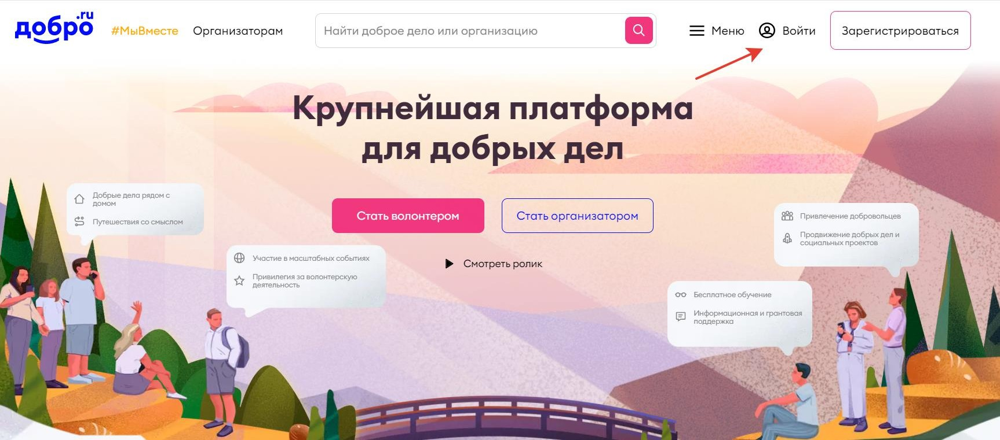 добро.ru
#МыВместе
Организаторам
Найти доброе дело или организацию
Меню
Войти
Зарегистрироваться
Крупнейшая платформа
для добрых дел
Добрые дела рядом с
домом
Путешествия со смыслом
Стать волонтером
Стать организатором
Привлечение добровольцев
Продвижение добрых дел и
социальных проектов
Участие в масштабных событиях
Привилегия за волонтерскую
деятельность
Смотреть ролик
Бесплатное обучение
Информационная и грантовая
поддержка